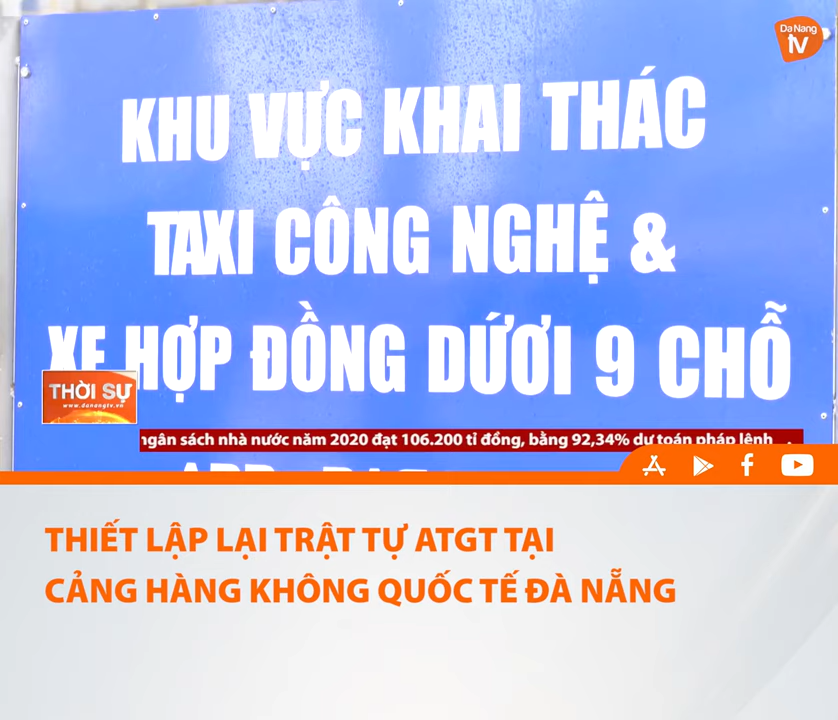 Da Nang
tv
KHU VỰC KHAI THÁC
TAXI CÔNG NGHỆ &
XE HỢP ĐỒNG DƯỚI 9 CHỖ
THỜI SỰ
www.danangtv.vn
ngân sách nhà nước năm 2020 đạt 106.200 tỉ đồng, bằng 92,34% dự toán pháp lệnh
THIẾT LẬP LẠI TRẬT TỰ ATGT TẠI
CẢNG HÀNG KHÔNG QUỐC TẾ ĐÀ NẴNG